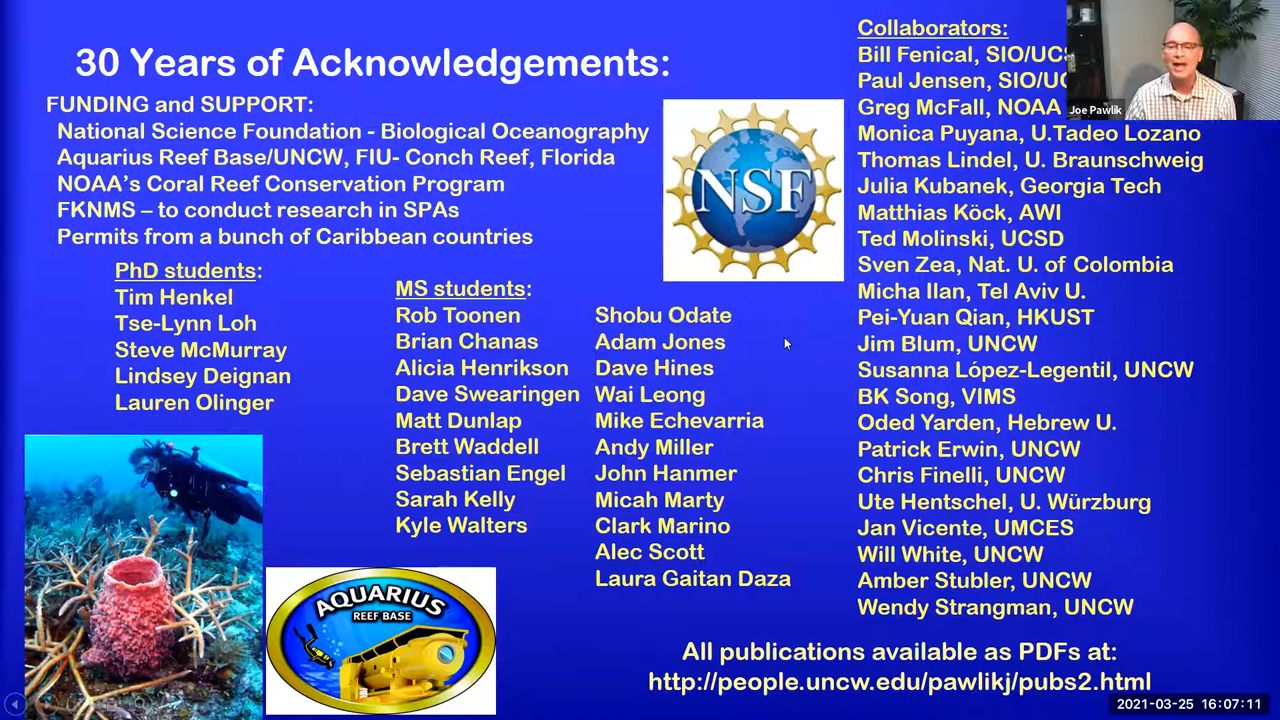 30 Years of Acknowledgements:
FUNDING and SUPPORT:
National Science Foundation - Biological Oceanography
Aquarius Reef Base/UNCW, FIU- Conch Reef, Florida
NOAA's Coral Reef Conservation Program
FKNMS – to conduct research in SPAs
Permits from a bunch of Caribbean countries
PhD students:
Tim Henkel
Tse-Lynn Loh
Steve McMurray
Lindsey Deignan
Lauren Olinger
MS students:
Rob Toonen
Brian Chanas
Alicia Henrikson
Dave Swearingen
Matt Dunlap
Brett Waddell
Sebastian Engel
Sarah Kelly
Kyle Walters
Shobu Odate
Adam Jones
Dave Hines
Wai Leong
Mike Echevarria
Andy Miller
John Hanmer
Micah Marty
Clark Marino
Alec Scott
Laura Gaitan Daza
NSF
AQUARIUS
REEF BASE
Collaborators:
Bill Fenical,
Paul Jensen,
Greg McFall, NOAA
Monica Puyana, U.Tadeo Lozano
Thomas Lindel, U. Braunschweig
Julia Kubanek, Georgia Tech
Matthias Köck, AWI
Ted Molinski, UCSD
Sven Zea, Nat. U. of Colombia
Micha Ilan, Tel Aviv U.
Pei-Yuan Qian, HKUST
Jim Blum, UNCW
Susanna López-Legentil, UNCW
BK Song, VIMS
Oded Yarden, Hebrew U.
Patrick Erwin, UNCW
Chris Finelli, UNCW
Ute Hentschel, U. Würzburg
Jan Vicente, UMCES
Will White, UNCW
Amber Stubler, UNCW
Wendy Strangman, UNCW
Joe Pawlik
All publications available as PDFs at:
http://people.uncw.edu/pawlikj/pubs2.html
2021-03-25 16:07:11